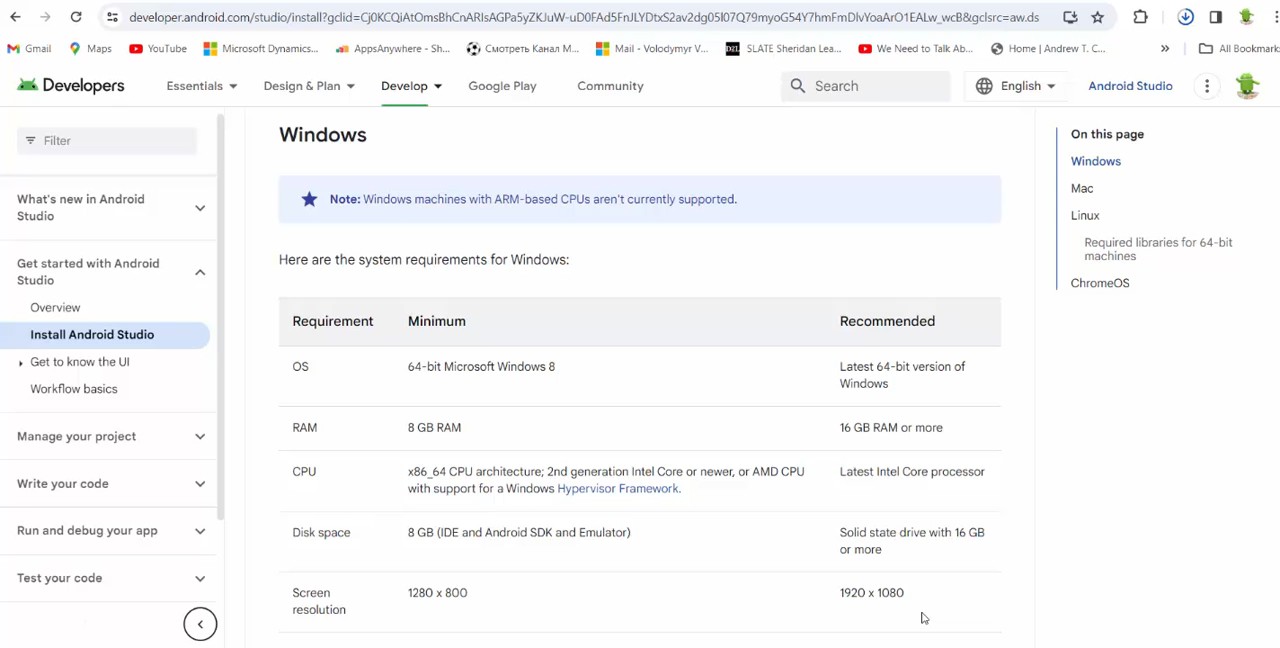 developer.android.com/studio/install?gclid=Cj0KCQiAtOmsBhCnARIsAGPa5yZKJuW-uD0FAd5FnJLYDtxS2av2dg05l07Q79myoG54Y7hmFmDlvYoaArO1EALw_wcB&gclsrc=aw.ds
Gmail Maps YouTube Microsoft Dynamics... AppsAnywhere - Sh... Смотреть Канал М... Mail - Volodymyr V... SLATE Sheridan Lea... We Need to Talk Ab... Home | Andrew T. C... » All Bookmark
Developers Essentials Design & Plan Develop Google Play Community Search English Android Studio
Filter
What's new in Android
Studio
Get started with Android
Studio
Overview
Install Android Studio
Get to know the UI
Workflow basics
Manage your project
Write your code
Run and debug your app
Test your code
Windows
Note: Windows machines with ARM-based CPUs aren't currently supported.
Here are the system requirements for Windows:
Requirement Minimum Recommended
OS 64-bit Microsoft Windows 8 Latest 64-bit version of
Windows
RAM 8 GB RAM 16 GB RAM or more
CPU x86_64 CPU architecture; 2nd generation Intel Core or newer, or AMD CPU Latest Intel Core processor
with support for a Windows Hypervisor Framework.
Disk space 8 GB (IDE and Android SDK and Emulator) Solid state drive with 16 GB
or more
Screen 1280 x 800 1920 x 1080
resolution
On this page
Windows
Mac
Linux
Required libraries for 64-bit
machines
ChromeOS